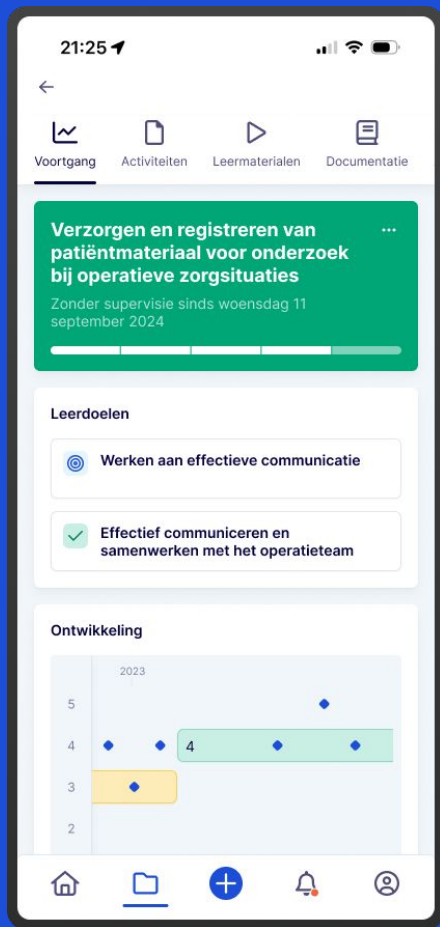 21:25
Voortgang
Activiteiten
Leermaterialen
Documentatie
Verzorgen en registreren van
patiëntmateriaal voor onderzoek
bij operatieve zorgsituaties
Zonder supervisie sinds woensdag 11
september 2024
Leerdoelen
Werken aan effectieve communicatie
Effectief communiceren en
samenwerken met het operatieteam
Ontwikkeling
2023
5
4
4
3
2